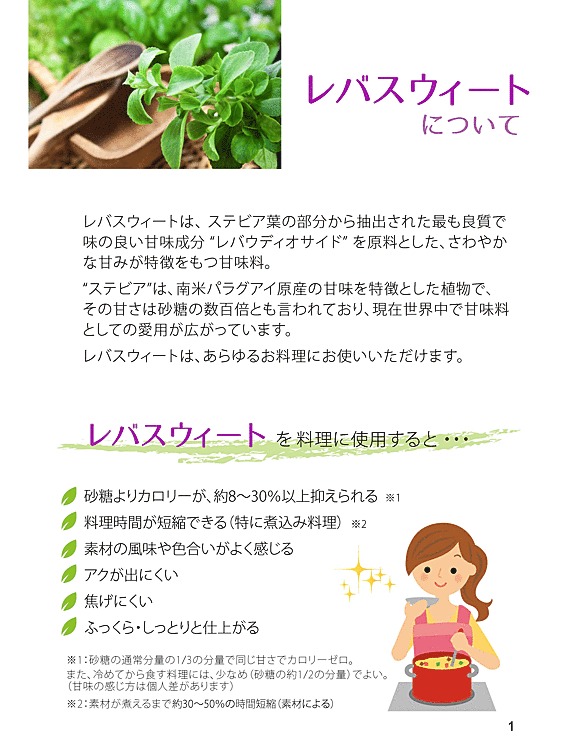 レバスウィート
について
レバスウィートは、ステビア葉の部分から抽出された最も良質で
味の良い甘味成分 “レバウディオサイド” を原料とした、さわやか
な甘みが特徴をもつ甘味料。
“ステビア”は、南米パラグアイ原産の甘味を特徴とした植物で、
その甘さは砂糖の数百倍とも言われており、現在世界中で甘味料
としての愛用が広がっています。
レバスウィートは、あらゆるお料理にお使いいただけます。
レバスウィート を 料理に使用すると・・・
砂糖よりカロリーが、約8〜30%以上抑えられる ※1
料理時間が短縮できる（特に煮込み料理） ※2
素材の風味や色合いがよく感じる
アクが出にくい
焦げにくい
ふっくら・しっとりと仕上がる
※1：砂糖の通常分量の1/3の分量で同じ甘さでカロリーゼロ。
また、冷めてから食す料理には、少なめ（砂糖の約1/2の分量）でよい。
（甘味の感じ方は個人差があります）
※2：素材が煮えるまで約30〜50%の時間短縮（素材による）
1